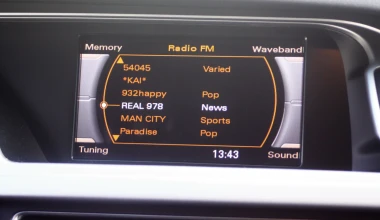 Memory Radio FM Waveband
54045 Varied
*KAI*
932happy Pop
REAL 978 News
MAN CITY Sports
Paradise Pop
Tuning 13:43 Sound